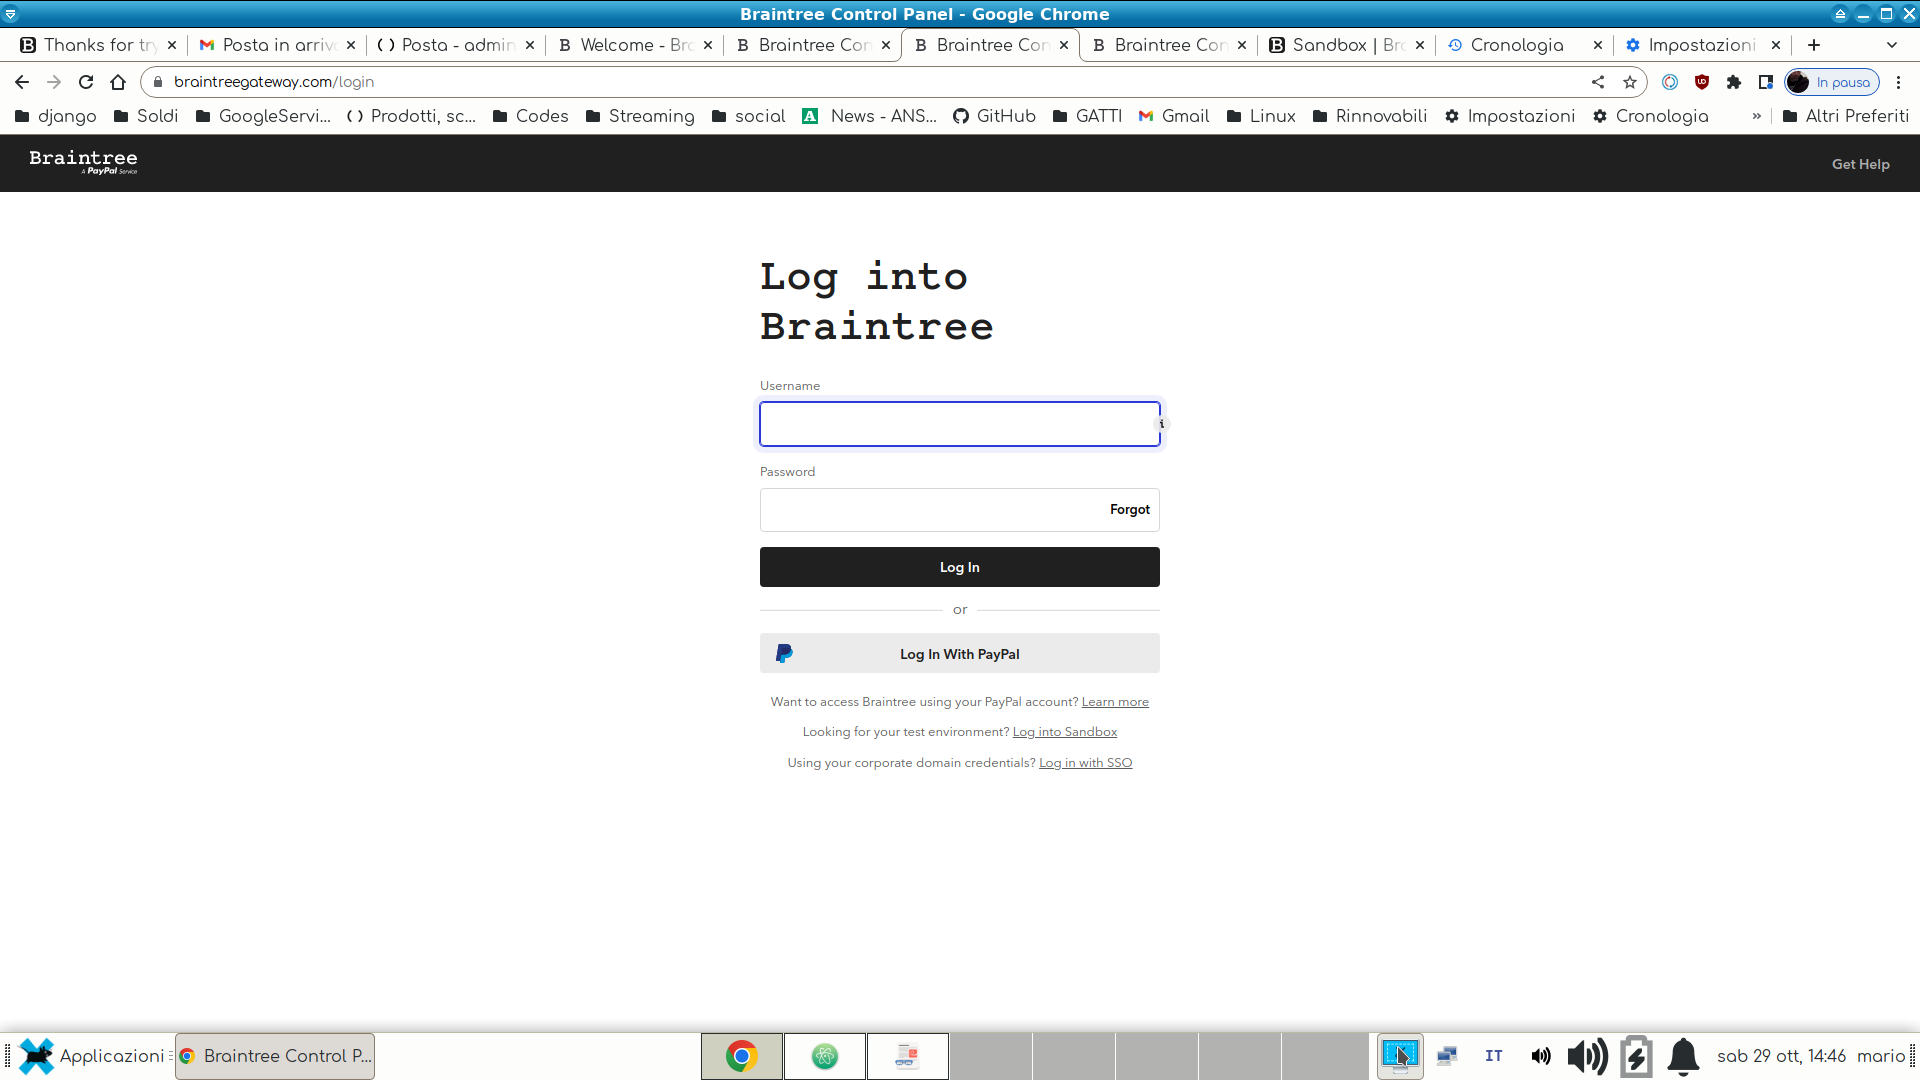 Braintree Control Panel - Google Chrome
Thanks for try
Posta in arriv
Posta - admin
Welcome - Bra
Braintree Con
Braintree Con
Braintree Con
Sandbox | Bra
Cronologia
Impostazioni
braintreegateway.com/login
In pausa
django
Soldi
GoogleServi...
Prodotti, sc...
Codes
Streaming
social
News - ANS...
GitHub
GATTI
Gmail
Linux
Rinnovabili
Impostazioni
Cronologia
»
Altri Preferiti
Braintree
A PayPal Service
Get Help
Log into
Braintree
Username
i
Password
Forgot
Log In
or
Log In With PayPal
Want to access Braintree using your PayPal account? Learn more
Looking for your test environment? Log into Sandbox
Using your corporate domain credentials? Log in with SSO
Applicazioni
Braintree Control P...
IT
sab 29 ott, 14:46
mario